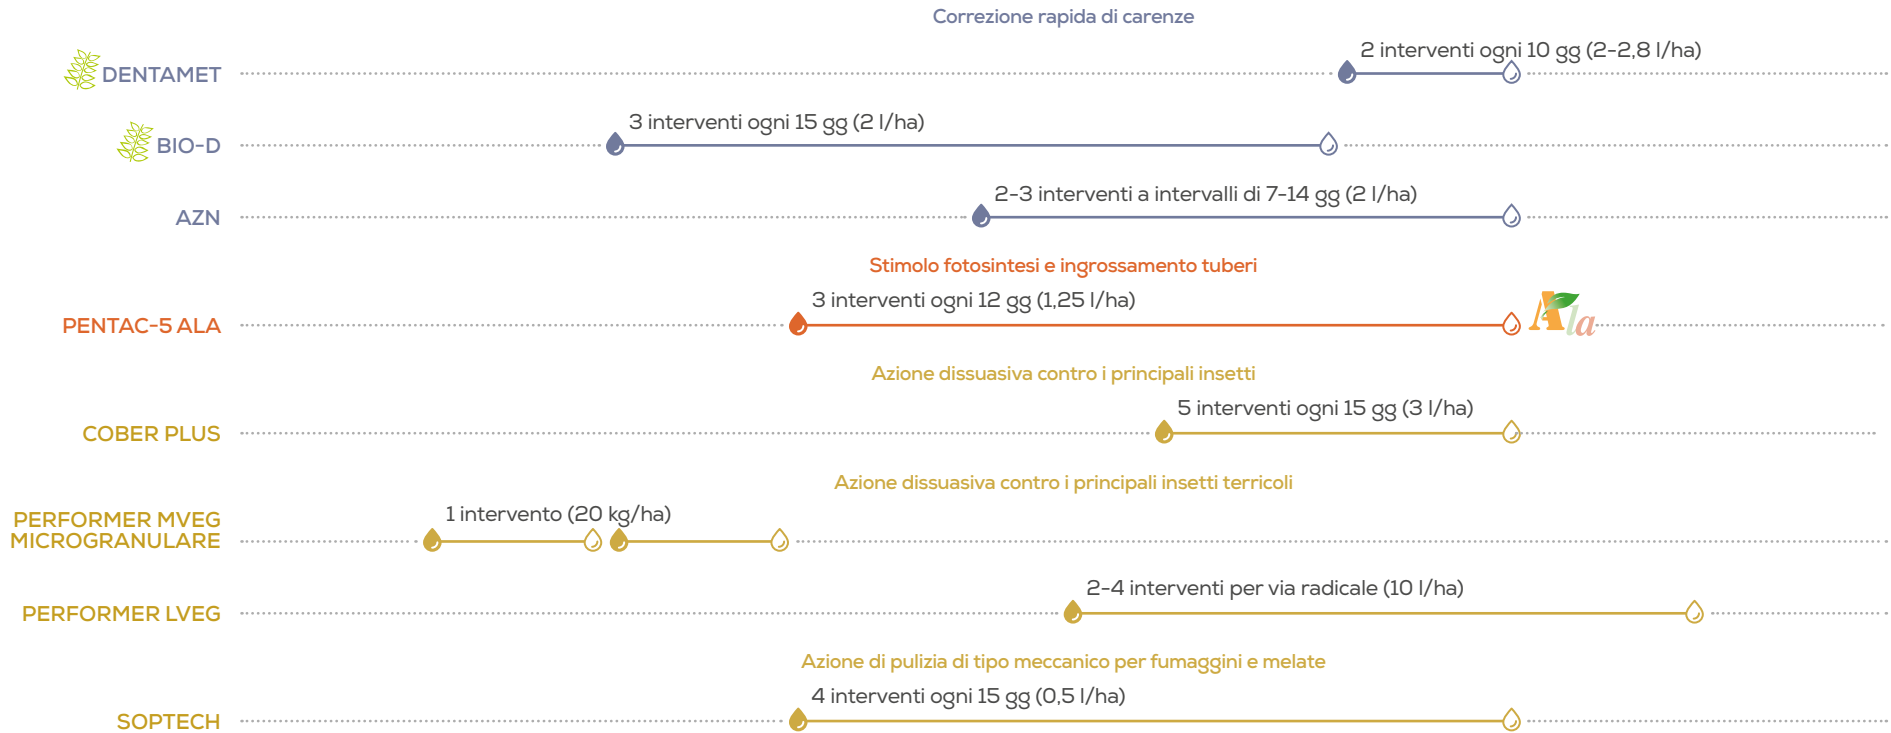 Correzione rapida di carenze
2 interventi ogni 10 gg (2-2,8 l/ha)
DENTAMET
3 interventi ogni 15 gg (2 l/ha)
BIO-D
2-3 interventi a intervalli di 7-14 gg (2 l/ha)
AZN
Stimolo fotosintesi e ingrossamento tuberi
3 interventi ogni 12 gg (1,25 l/ha)
PENTAC-5 ALA
Ala
Azione dissuasiva contro i principali insetti
5 interventi ogni 15 gg (3 l/ha)
COBER PLUS
Azione dissuasiva contro i principali insetti terricoli
1 intervento (20 kg/ha)
PERFORMER MVEG
MICROGRANULARE
2-4 interventi per via radicale (10 l/ha)
PERFORMER LVEG
Azione di pulizia di tipo meccanico per fumaggini e melate
4 interventi ogni 15 gg (0,5 l/ha)
SOPTECH